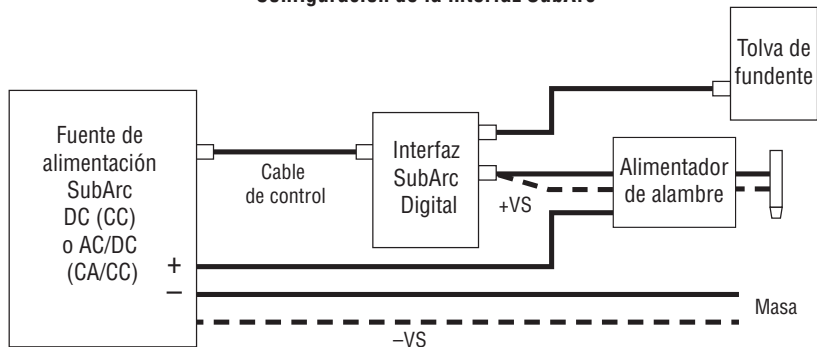 Configuración de la Interfaz SubArc
Tolva de
fundente
Fuente de
alimentación
SubArc
DC (CC)
o AC/DC
(CA/CC)
+
–
Cable
de control
Interfaz
SubArc
Digital
+VS
Alimentador
de alambre
Masa
–VS